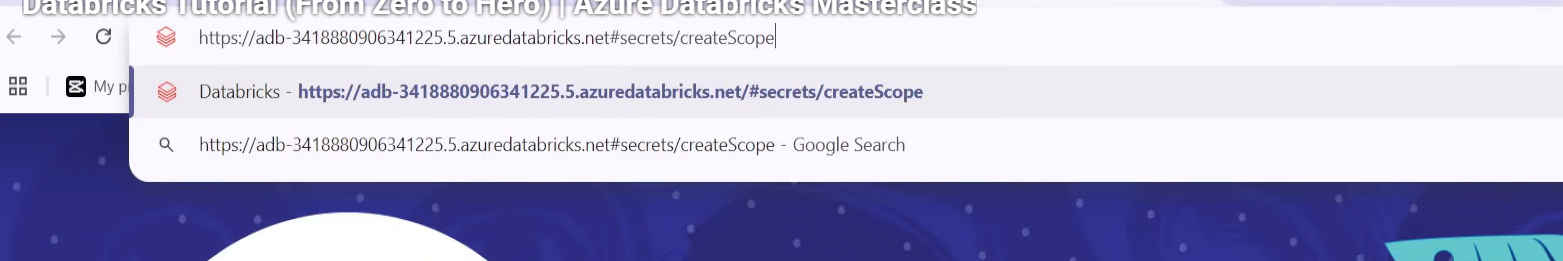 Databricks Tutorial (From Zero to Hero) | Azure Databricks Masterclass
https://adb-3418880906341225.5.azuredatabricks.net#secrets/createScope
My p
Databricks - https://adb-3418880906341225.5.azuredatabricks.net/#secrets/createScope
https://adb-3418880906341225.5.azuredatabricks.net#secrets/createScope - Google Search